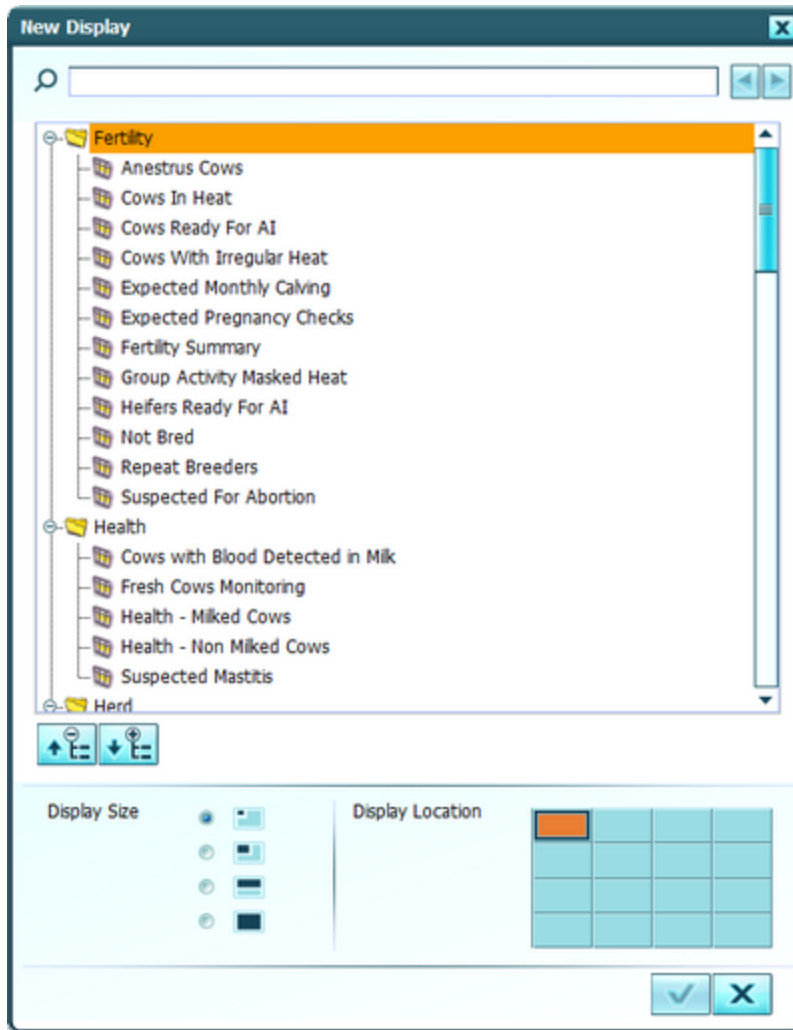 New Display
Fertility
Anestrus Cows
Cows In Heat
Cows Ready For AI
Cows With Irregular Heat
Expected Monthly Calving
Expected Pregnancy Checks
Fertility Summary
Group Activity Masked Heat
Heifers Ready For AI
Not Bred
Repeat Breeders
Suspected For Abortion
Health
Cows with Blood Detected in Milk
Fresh Cows Monitoring
Health - Milked Cows
Health - Non Milked Cows
Suspected Mastitis
Herd
Display Size
Display Location